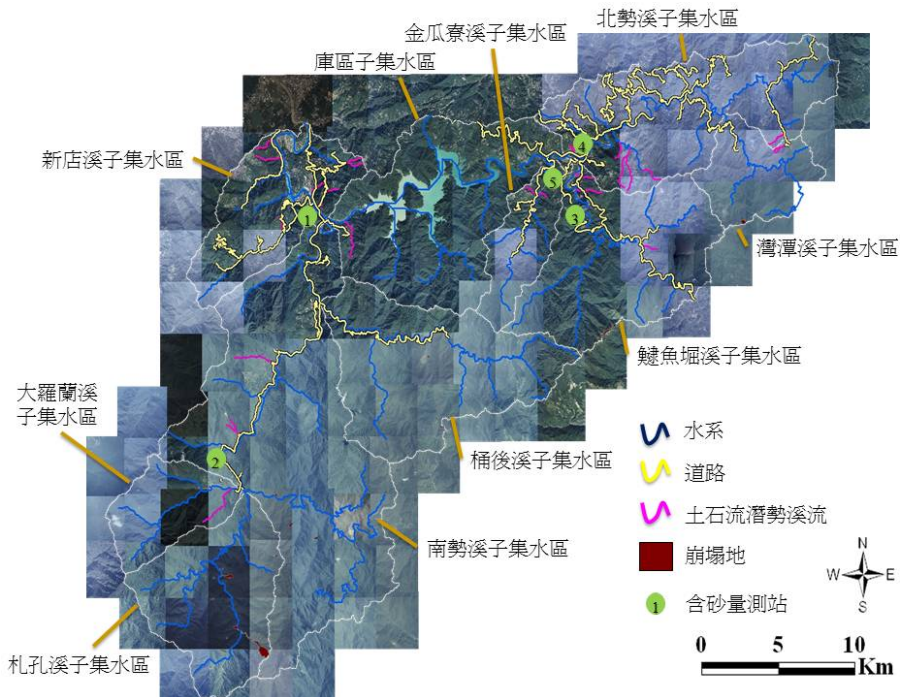 北勢溪子集水區
金瓜寮溪子集水區
庫區子集水區
新店溪子集水區
4
5
1
3
灣潭溪子集水區
鰱魚堀溪子集水區
大羅蘭溪
子集水區
2
桶後溪子集水區
南勢溪子集水區
札孔溪子集水區
水系
道路
土石流潛勢溪流
崩塌地
1
含砂量測站
N
W
E
S
0
5
10
Km